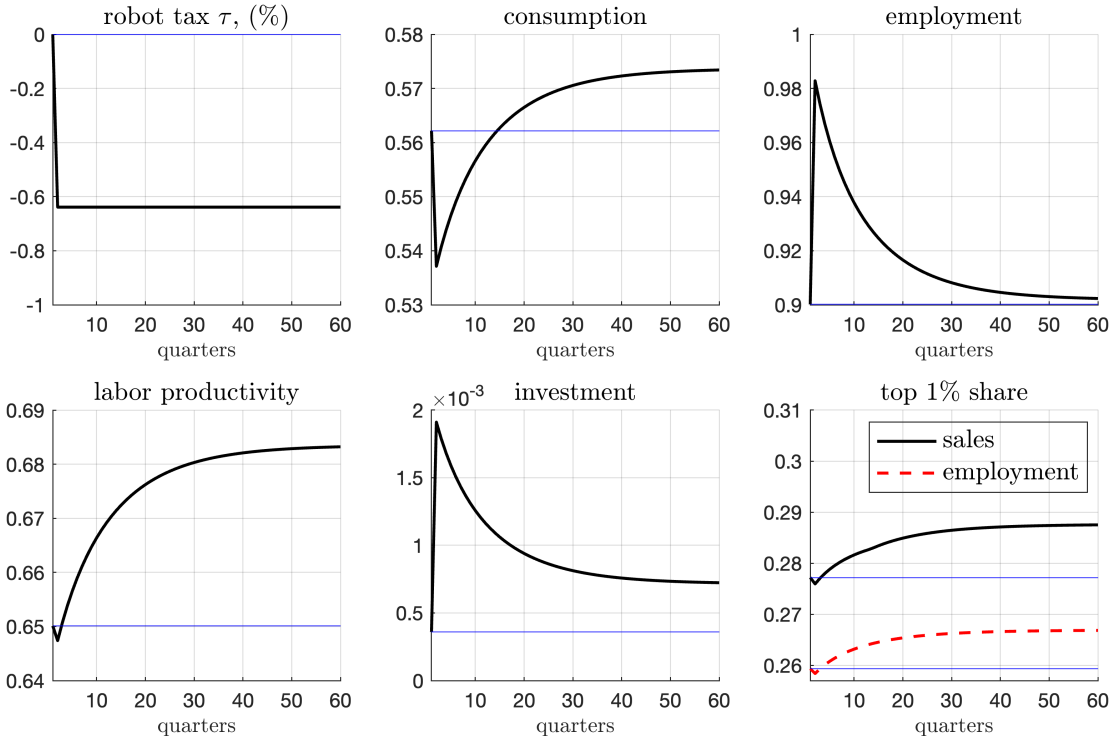 robot tax τ, (%)
0
-0.2
-0.4
-0.6
-0.8
-1
10 20 30 40 50 60
quarters
consumption
0.58
0.57
0.56
0.55
0.54
0.53
10 20 30 40 50 60
quarters
employment
1
0.98
0.96
0.94
0.92
0.9
10 20 30 40 50 60
quarters
labor productivity
0.69
0.68
0.67
0.66
0.65
0.64
10 20 30 40 50 60
quarters
investment
×10⁻³
2
1.5
1
0.5
0
10 20 30 40 50 60
quarters
top 1% share
0.31
0.3
0.29
0.28
0.27
0.26
sales
employment
10 20 30 40 50 60
quarters